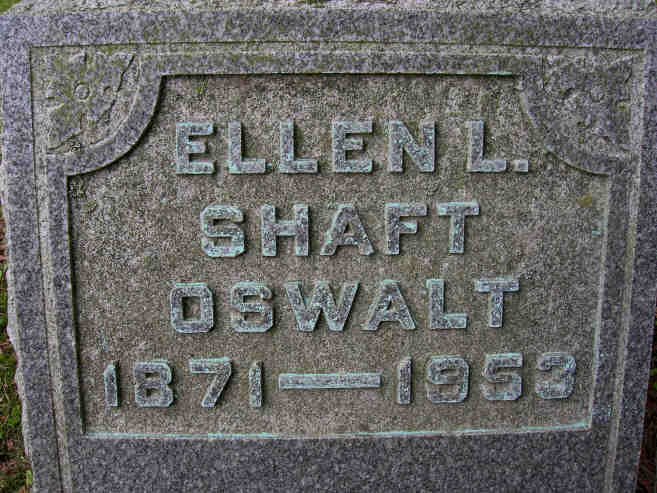 ELLEN L.
SHAFT
OSWALT
1871—1953